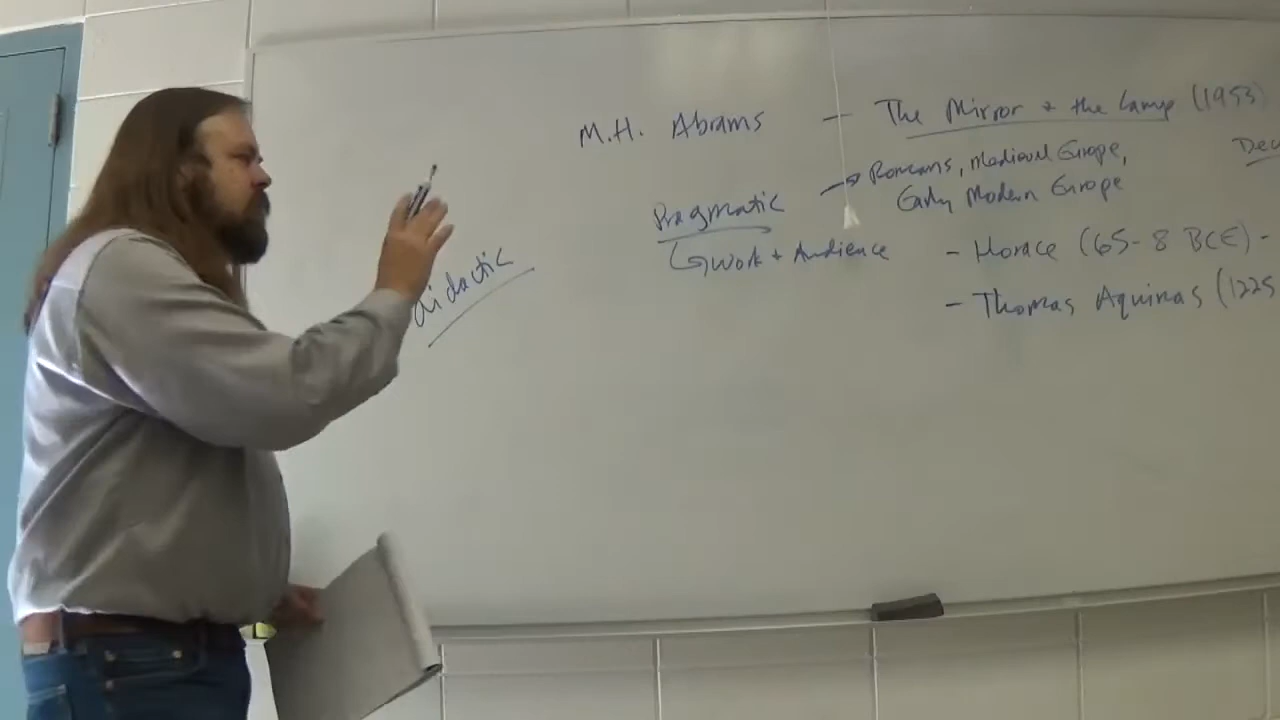 M.H. Abrams — The Mirror + the Lamp (1953)
Dec
Pragmatic → Romans, Medieval Europe,
Early Modern Europe
↳ Work + Audience
- Horace (65-8 BCE) -
- Thomas Aquinas (1225
didactic